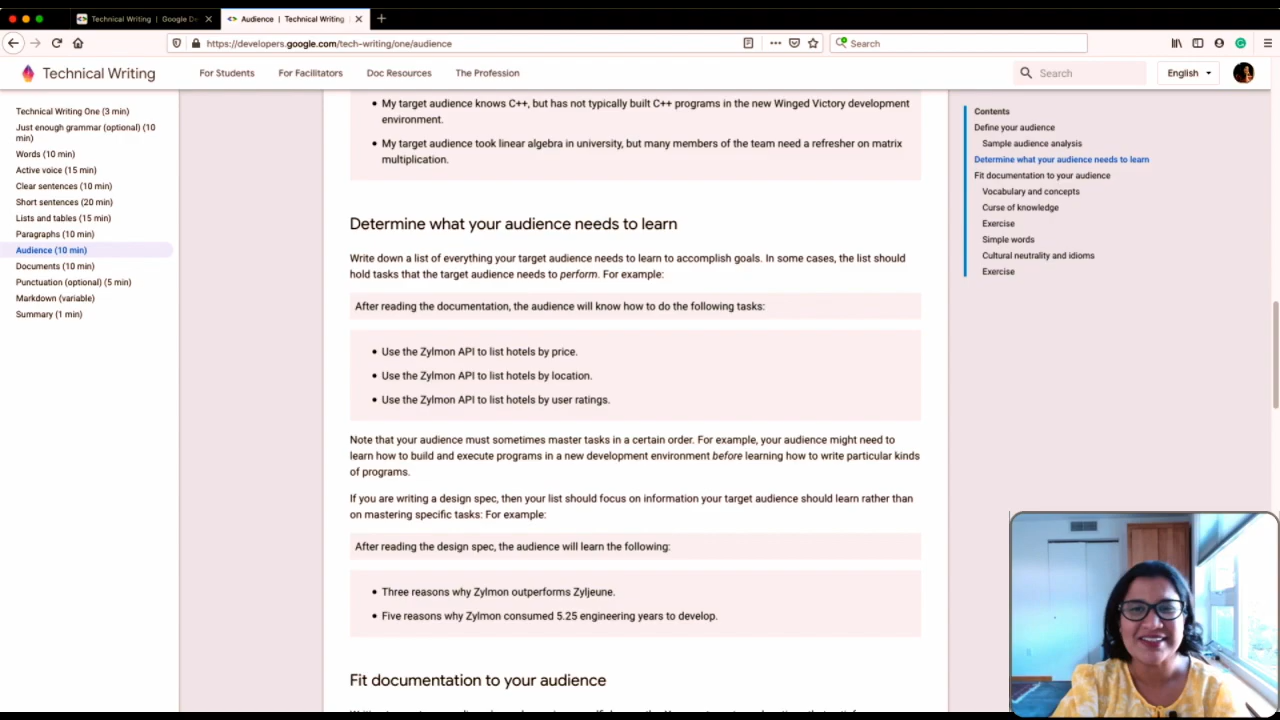 Technical Writing | Google De
Audience | Technical Writing
https://developers.google.com/tech-writing/one/audience
Search
Technical Writing
For Students
For Facilitators
Doc Resources
The Profession
Search
English
Technical Writing One (3 min)
Just enough grammar (optional) (10
min)
Words (10 min)
Active voice (15 min)
Clear sentences (10 min)
Short sentences (20 min)
Lists and tables (15 min)
Paragraphs (10 min)
Audience (10 min)
Documents (10 min)
Punctuation (optional) (5 min)
Markdown (variable)
Summary (1 min)
• My target audience knows C++, but has not typically built C++ programs in the new Winged Victory development
environment.
• My target audience took linear algebra in university, but many members of the team need a refresher on matrix
multiplication.
Determine what your audience needs to learn
Write down a list of everything your target audience needs to learn to accomplish goals. In some cases, the list should
hold tasks that the target audience needs to perform. For example:
After reading the documentation, the audience will know how to do the following tasks:
• Use the Zylmon API to list hotels by price.
• Use the Zylmon API to list hotels by location.
• Use the Zylmon API to list hotels by user ratings.
Note that your audience must sometimes master tasks in a certain order. For example, your audience might need to
learn how to build and execute programs in a new development environment before learning how to write particular kinds
of programs.
If you are writing a design spec, then your list should focus on information your target audience should learn rather than
on mastering specific tasks: For example:
After reading the design spec, the audience will learn the following:
• Three reasons why Zylmon outperforms Zyljeune.
• Five reasons why Zylmon consumed 5.25 engineering years to develop.
Fit documentation to your audience
Contents
Define your audience
Sample audience analysis
Determine what your audience needs to learn
Fit documentation to your audience
Vocabulary and concepts
Curse of knowledge
Exercise
Simple words
Cultural neutrality and idioms
Exercise